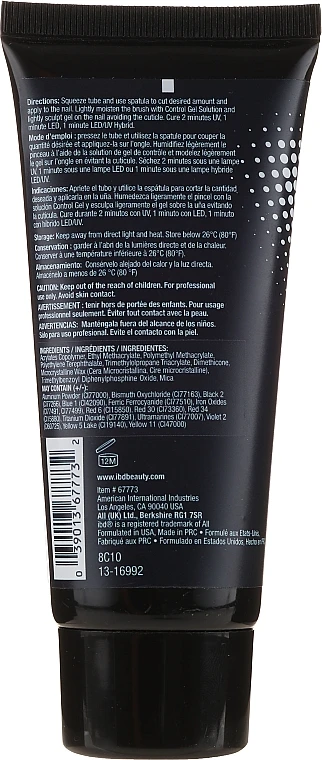 Directions: Squeeze tube and use spatula to cut desired amount and
apply to the nail. Lightly moisten the brush with Control Gel Solution and
lightly sculpt gel on the nail avoiding the cuticle. Cure 2 minutes UV, 1
minute LED, 1 minute LED/UV Hybrid.
Mode d'emploi : pressez le tube et utilisez la spatule pour couper la
quantité désirée et appliquez-la sur l'ongle. Humidifiez légèrement le
pinceau à l'aide de la solution de gel de contrôle et modelez légèrement
le gel sur l'ongle en évitant la cuticule. Séchez 2 minutes sous une lampe
UV, 1 minute sous une lampe LED ou 1 minute sous une lampe hybride
LED/UV.
Indicaciones: Apriete el tubo y utilice la espátula para cortar la cantidad
deseada y aplicarla en la uña. Humedezca ligeramente el pincel con la
solución Control Gel y esculpa el gel suavemente sobre la uña evitando
la cutícula. Cure durante 2 minutos con UV, 1 minuto con LED, 1 minuto
con híbrido LED/UV.
Storage: Keep away from direct light and heat. Store below 26°C (80°F)
Conservation : garder à l'abri de la lumières directe et de la chaleur.
Conserver à une température inférieure à 26°C (80°F).
Almacenamiento: Consérvelo alejado del calor y la luz directa.
Almacénelo a menos de 26 °C (80 °F)
CAUTION: Keep out of the reach of children. For professional
use only. Avoid skin contact.
AVERTISSEMENT : tenir hors de portée des enfants. Pour usage
professionnel seulement. Éviter tout contact avec la peau.
ADVERTENCIAS: Manténgala fuera del alcance de los niños.
Solo para uso profesional. Evite el contacto con la piel.
INGREDIENTS / INGRÉDIENTS / INGREDIENTES:
Acrylates Copolymer, Ethyl Methacrylate, Polymethyl Methacrylate,
Polyethylene Terephthalate, Trimethylolpropane Triacrylate, Dimethicone,
Microcrystalline Wax (Cera Microcristallina, Cire microcristalline),
Trimethylbenzoyl Diphenylphosphine Oxide, Mica
MAY CONTAIN (+/-):
Aluminum Powder (CI77000), Bismuth Oxychloride (CI77163), Black 2
(CI77266), Blue 1 (CI42090), Ferric Ferrocyanide (CI77510), Iron Oxides
(CI77491, CI77499), Red 6 (CI15850), Red 30 (CI73360), Red 34
(CI15880), Titanium Dioxide (CI77891), Ultramarines (CI77007), Violet 2
(CI60725), Yellow 5 Lake (CI19140), Yellow 11 (CI47000)
12M
www.ibdbeauty.com
Item # 67773
American International Industries
Los Angeles, CA 90040 USA
AII (UK) Ltd., Berkshire RG1 7SR
ibd® is a registered trademark of AII
Formulated in USA, Made in PRC • Formulé aux Etats-Unis,
Fabriqué aux PRC • Formulado en Estados Unidos, Hecho en
8C10
13-16992
0 39013 67773 2